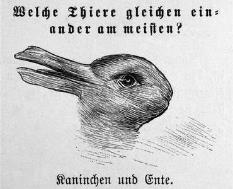 Welche Thiere gleichen ein-
ander am meisten?
Kaninchen und Ente.